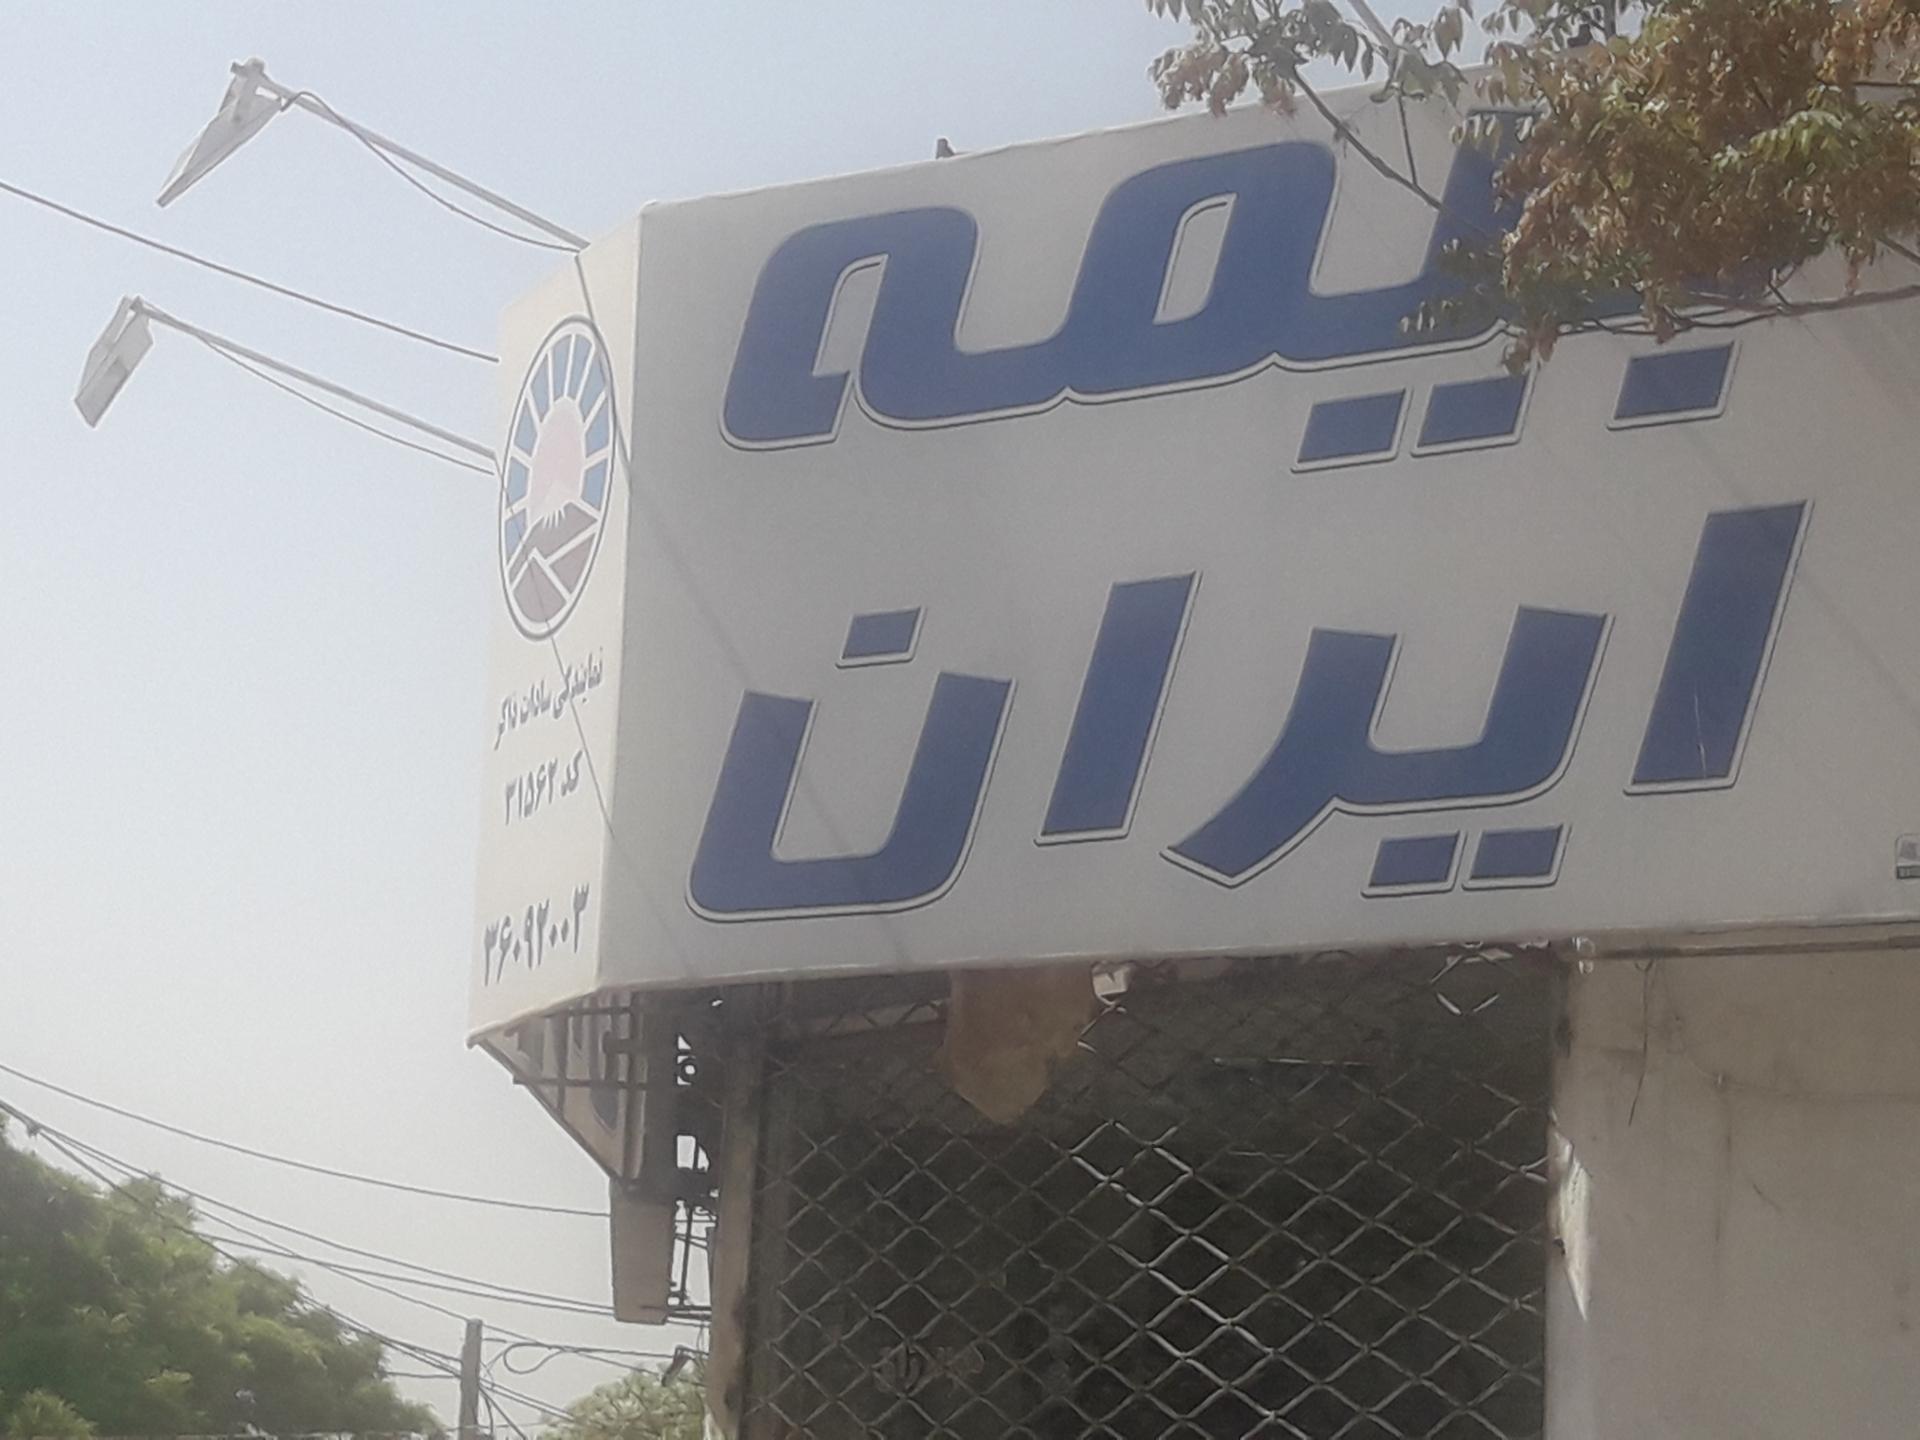 بیمه
ایران
نمایندگی سادات ذاکر
کد ۳۱۵۶۲
۳۶۰۹۲۰۰۳